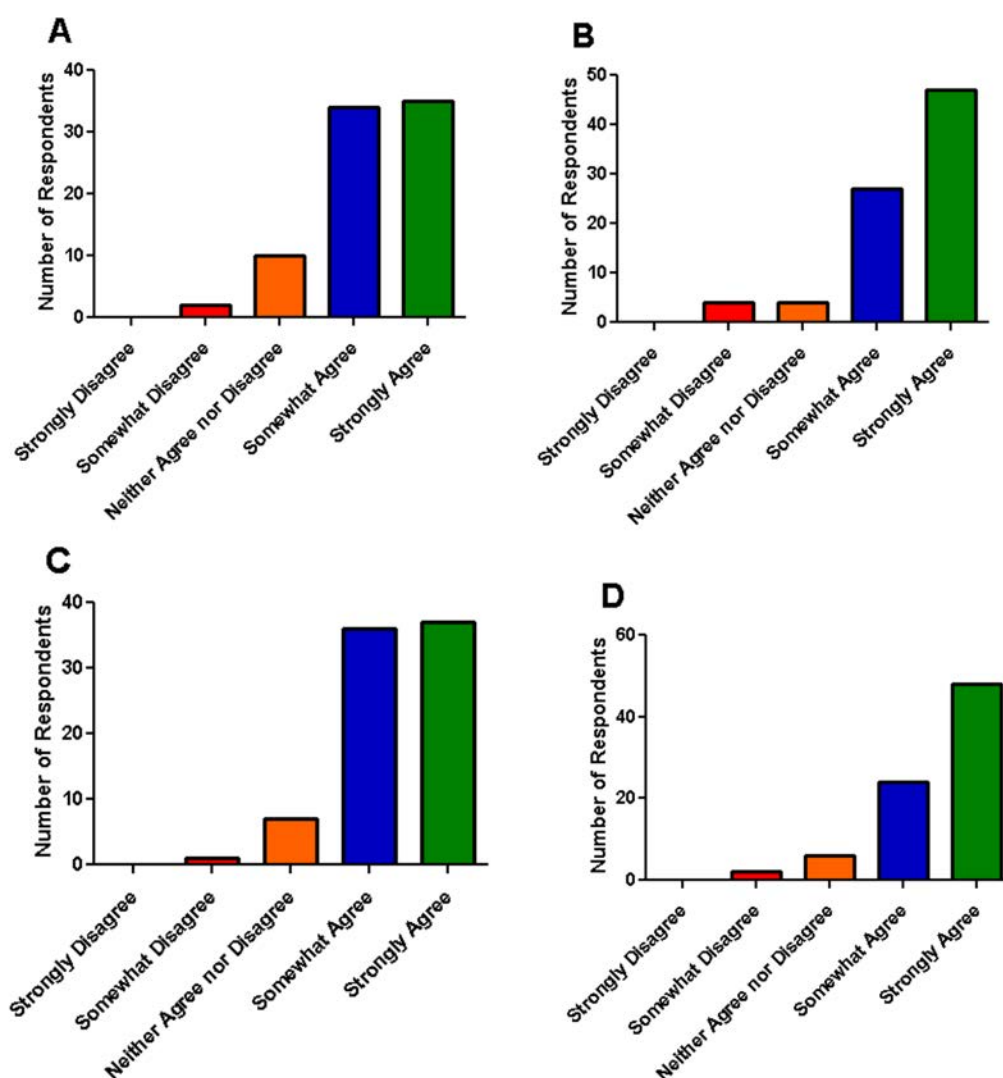 A
Number of Respondents
40
30
20
10
0
Strongly Disagree
Somewhat Disagree
Neither Agree nor Disagree
Somewhat Agree
Strongly Agree
B
Number of Respondents
50
40
30
20
10
0
Strongly Disagree
Somewhat Disagree
Neither Agree nor Disagree
Somewhat Agree
Strongly Agree
C
Number of Respondents
40
30
20
10
0
Strongly Disagree
Somewhat Disagree
Neither Agree nor Disagree
Somewhat Agree
Strongly Agree
D
Number of Respondents
60
40
20
0
Strongly Disagree
Somewhat Disagree
Neither Agree nor Disagree
Somewhat Agree
Strongly Agree